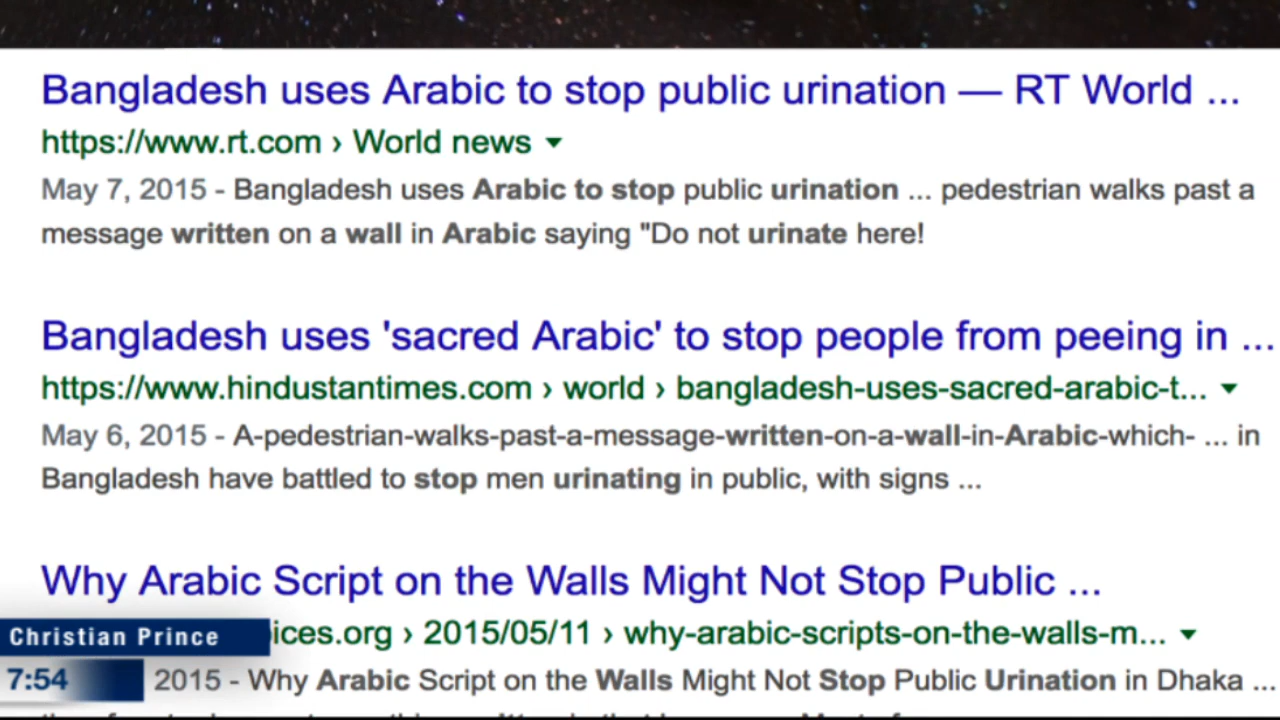 Bangladesh uses Arabic to stop public urination — RT World ...
https://www.rt.com › World news
May 7, 2015 - Bangladesh uses Arabic to stop public urination ... pedestrian walks past a
message written on a wall in Arabic saying "Do not urinate here!
Bangladesh uses 'sacred Arabic' to stop people from peeing in ...
https://www.hindustantimes.com › world › bangladesh-uses-sacred-arabic-t...
May 6, 2015 - A-pedestrian-walks-past-a-message-written-on-a-wall-in-Arabic-which- ... in
Bangladesh have battled to stop men urinating in public, with signs ...
Why Arabic Script on the Walls Might Not Stop Public ...
Christian Prince
ices.org › 2015/05/11 › why-arabic-scripts-on-the-walls-m...
7:54
2015 - Why Arabic Script on the Walls Might Not Stop Public Urination in Dhaka ...